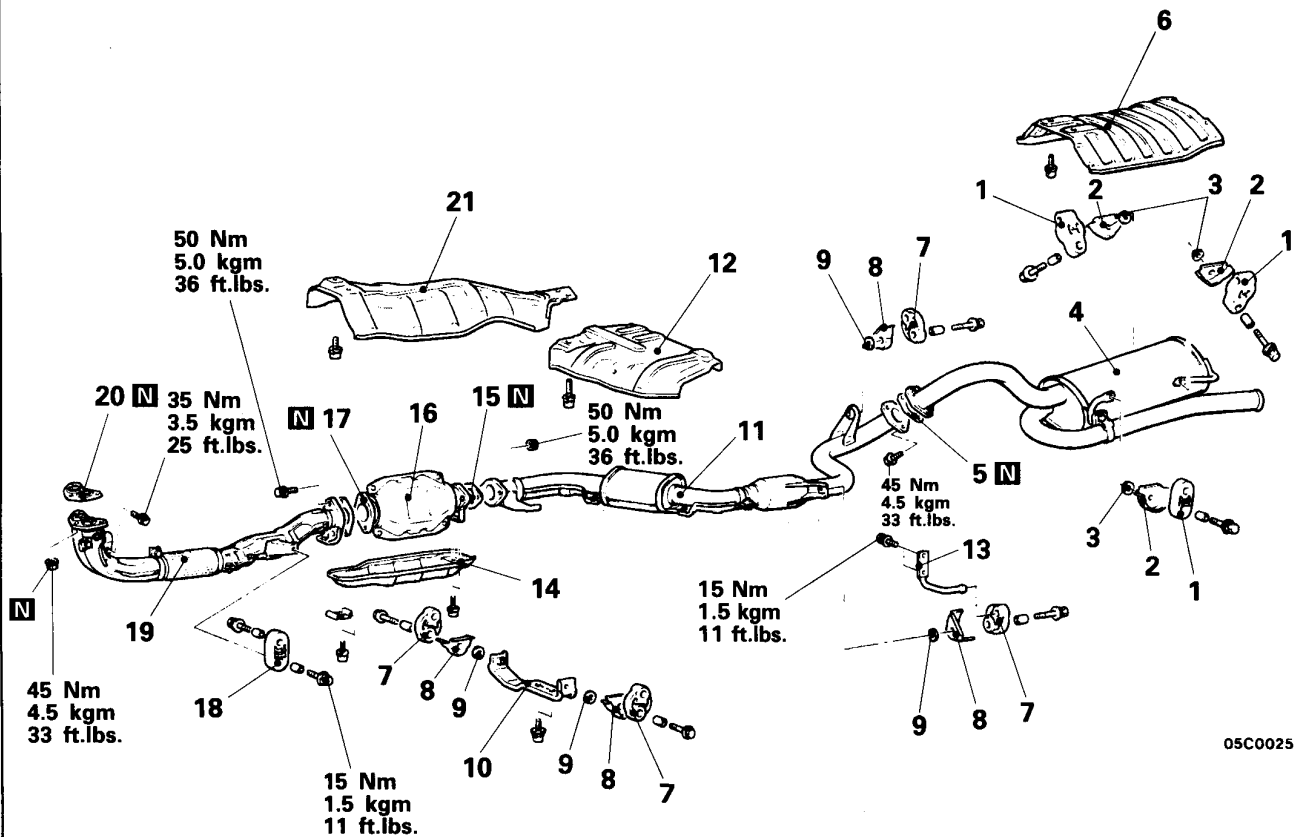 6
1
2
3
2
1
21
50 Nm
5.0 kgm
36 ft.lbs.
12
9
8
7
4
20 N
35 Nm
3.5 kgm
25 ft.lbs.
N 17
16
15 N
50 Nm
5.0 kgm
36 ft.lbs.
11
5 N
45 Nm
4.5 kgm
33 ft.lbs.
3
2
1
13
15 Nm
1.5 kgm
11 ft.lbs.
14
N
19
18
7
8
9
10
9
8
7
9
8
7
45 Nm
4.5 kgm
33 ft.lbs.
15 Nm
1.5 kgm
11 ft.lbs.
05C0025